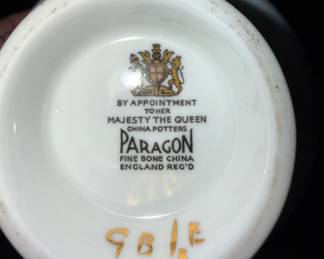 BY APPOINTMENT
TO HER
MAJESTY THE QUEEN
CHINA POTTERS
PARAGON
FINE BONE CHINA
ENGLAND REG'D